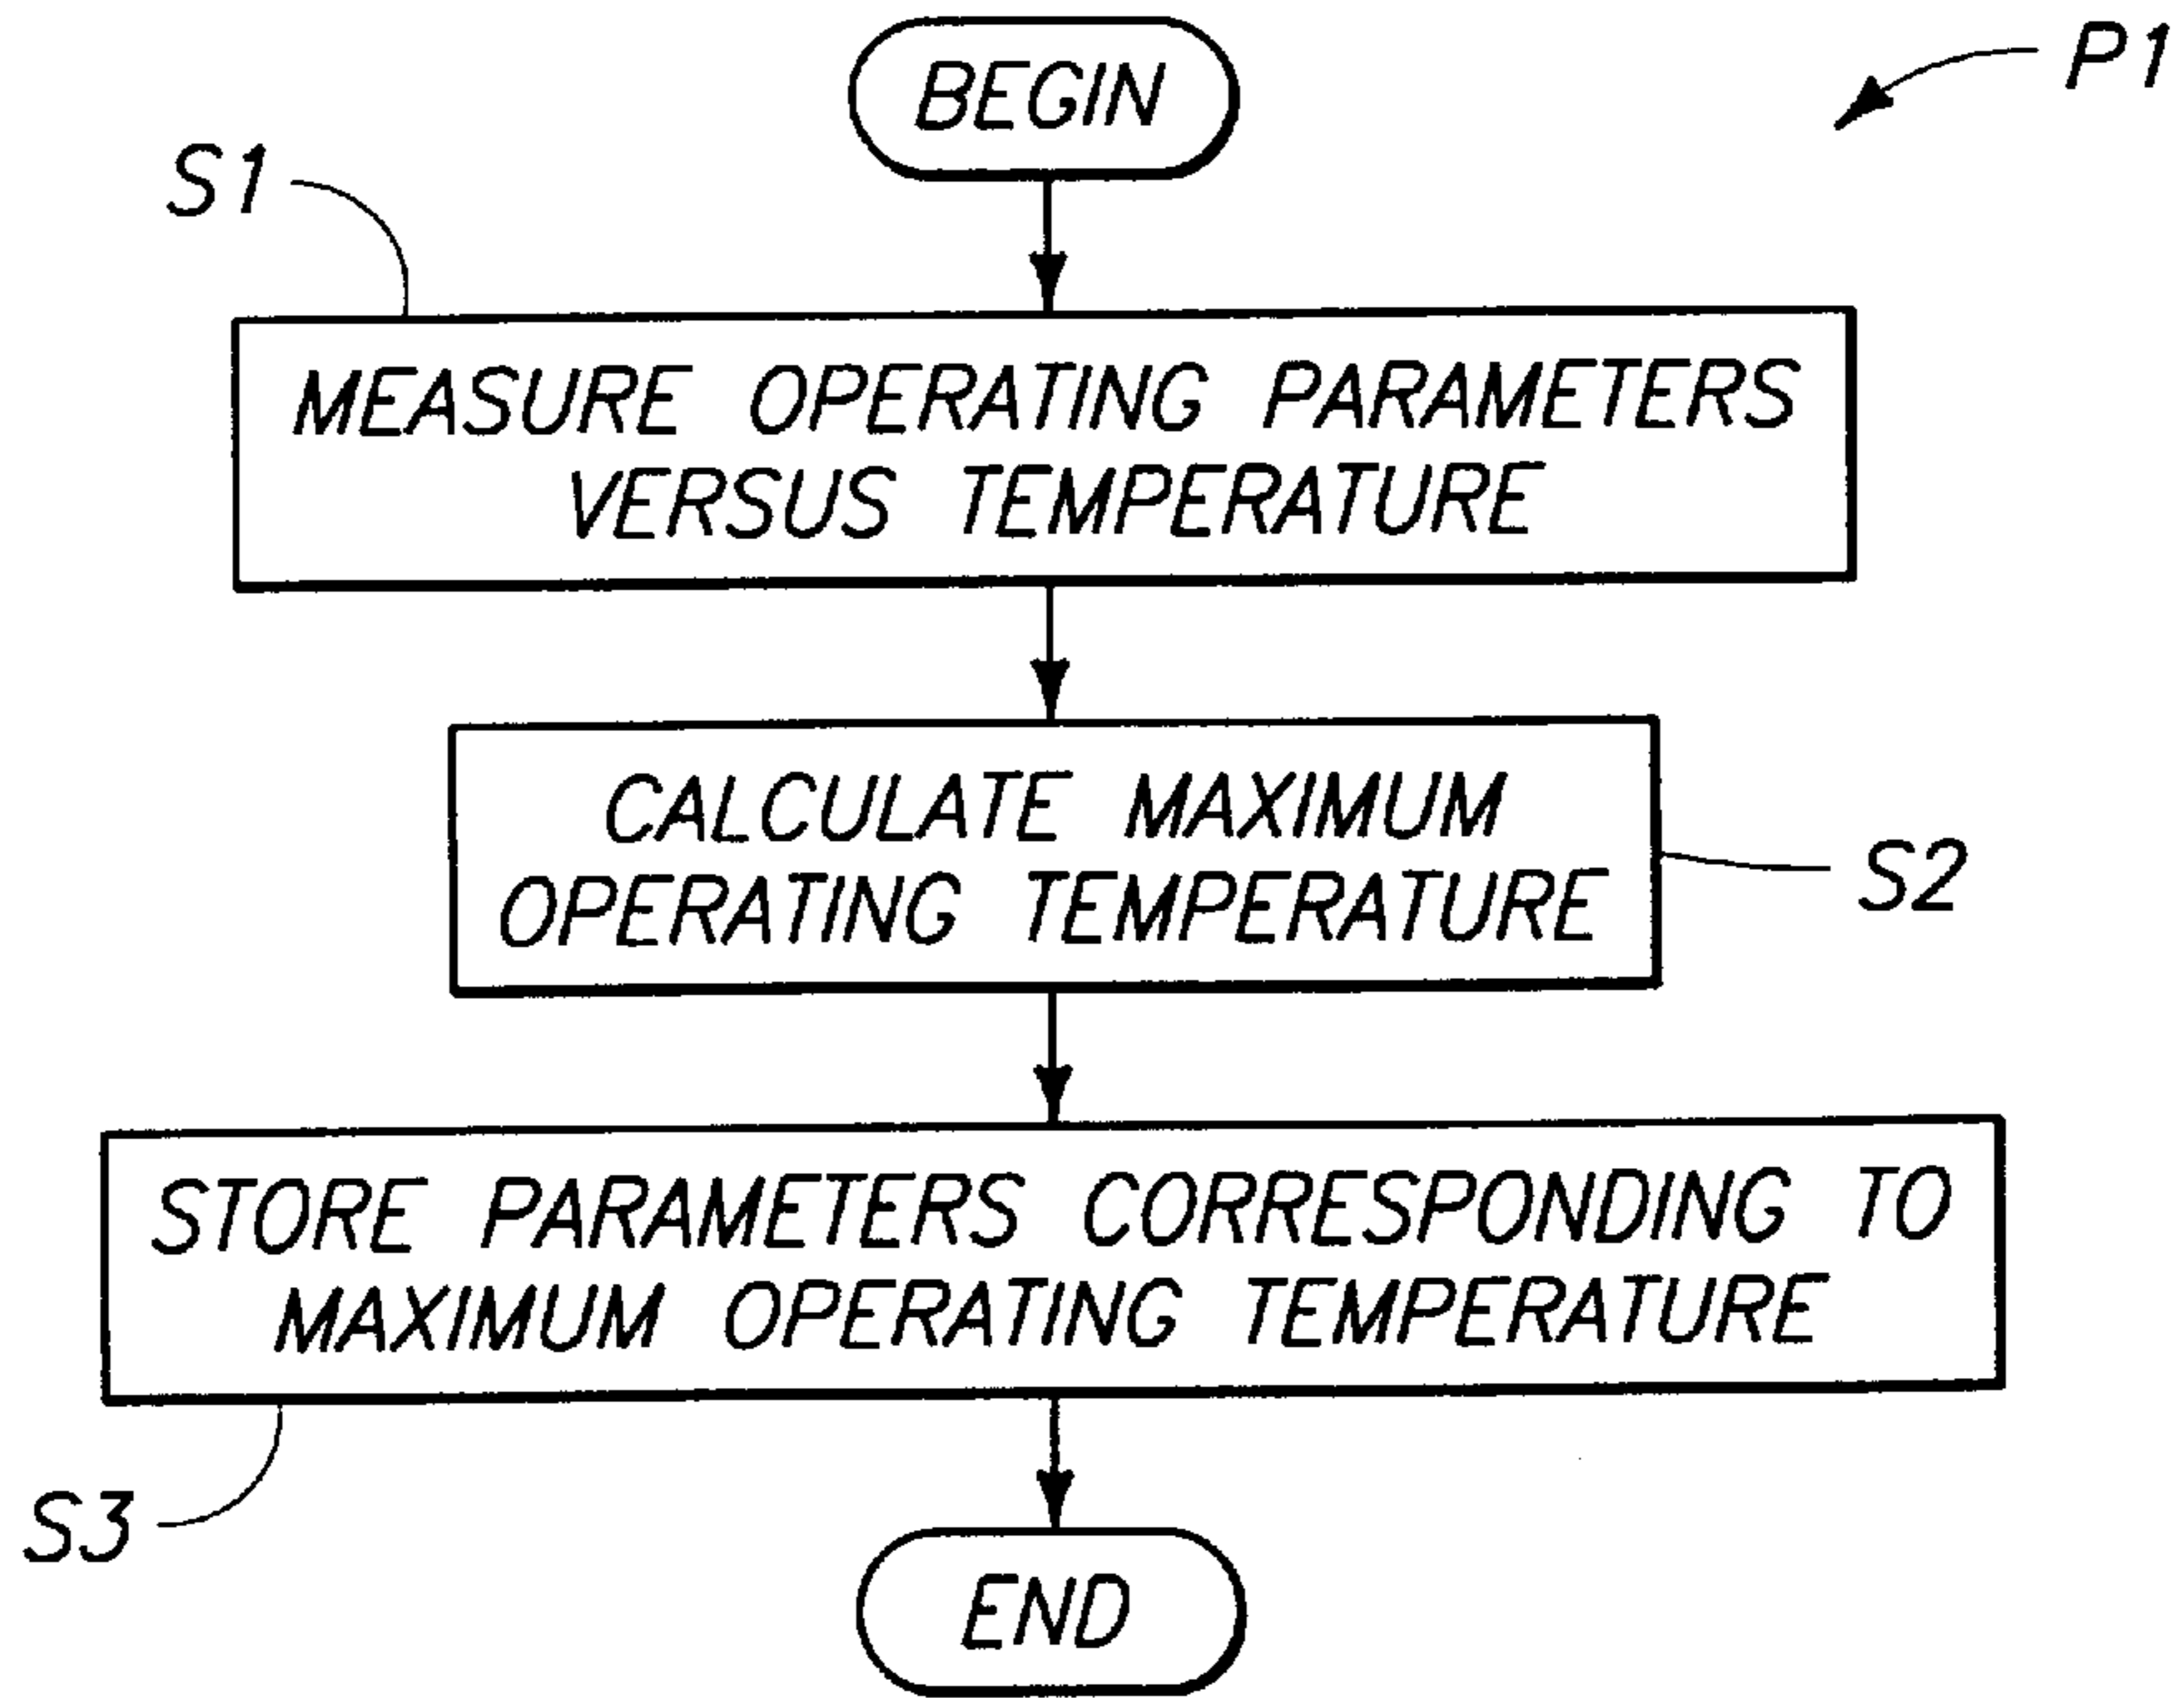 BEGIN
P1
S1
MEASURE OPERATING PARAMETERS
VERSUS TEMPERATURE
CALCULATE MAXIMUM
OPERATING TEMPERATURE
S2
STORE PARAMETERS CORRESPONDING TO
MAXIMUM OPERATING TEMPERATURE
S3
END